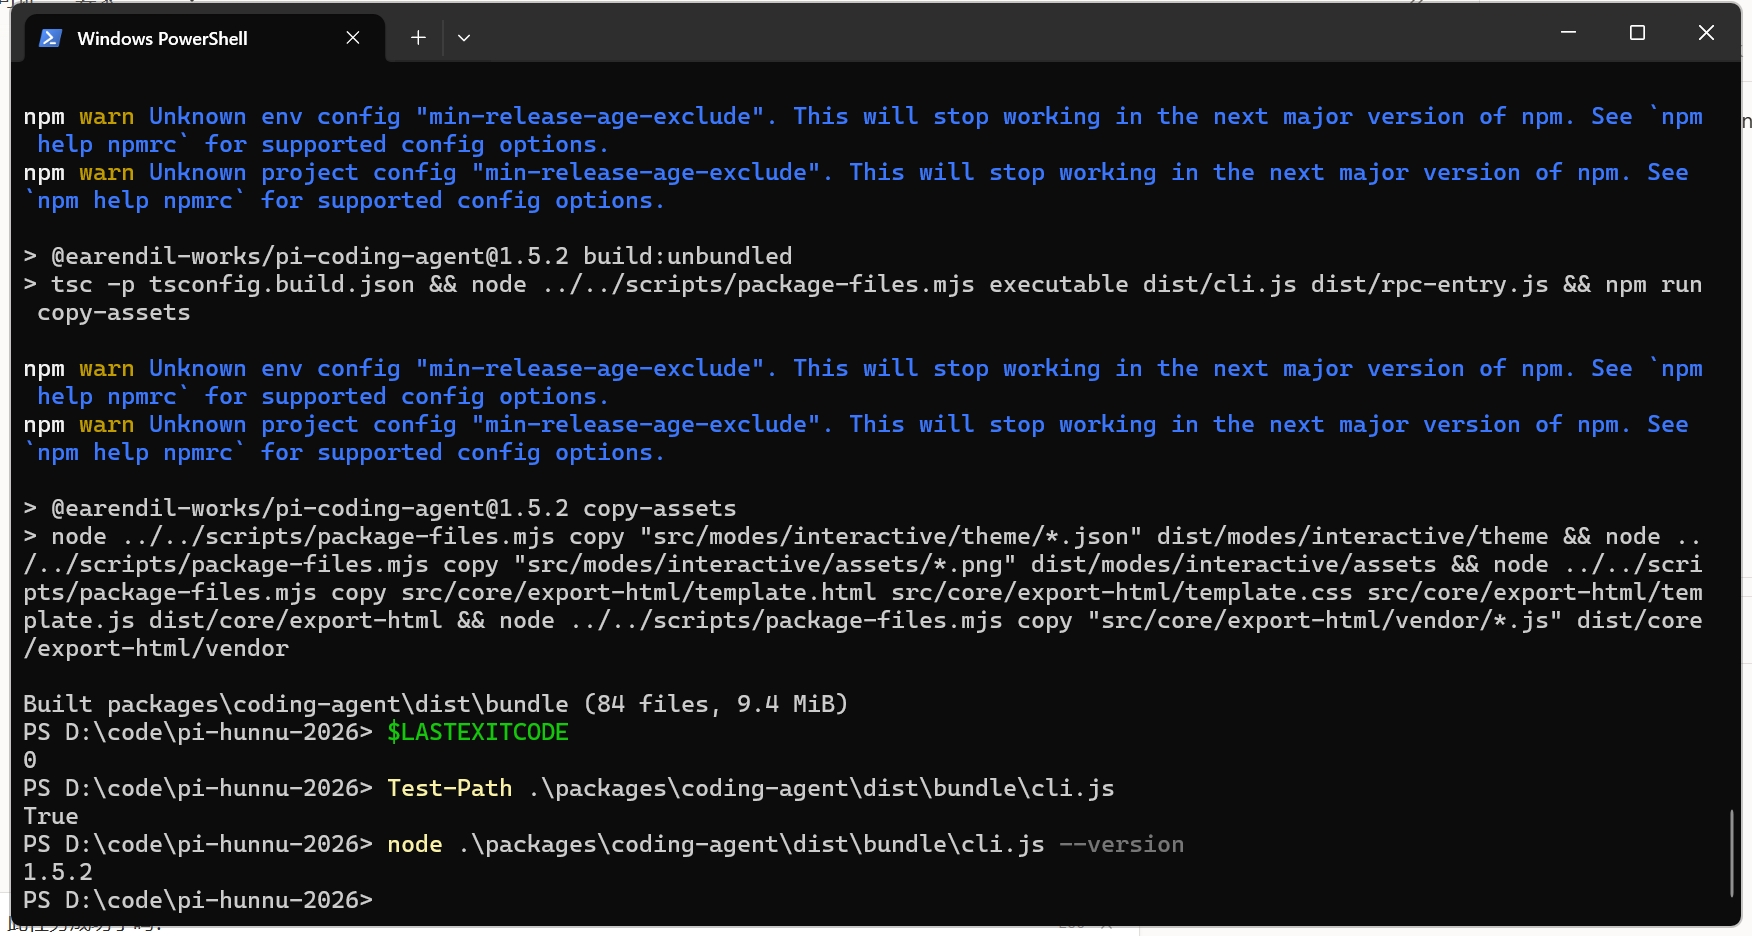 Windows PowerShell
npm warn Unknown env config "min-release-age-exclude". This will stop working in the next major version of npm. See `npm
 help npmrc` for supported config options.
npm warn Unknown project config "min-release-age-exclude". This will stop working in the next major version of npm. See
`npm help npmrc` for supported config options.
> @earendil-works/pi-coding-agent@1.5.2 build:unbundled
> tsc -p tsconfig.build.json && node ../../scripts/package-files.mjs executable dist/cli.js dist/rpc-entry.js && npm run
 copy-assets
npm warn Unknown env config "min-release-age-exclude". This will stop working in the next major version of npm. See `npm
 help npmrc` for supported config options.
npm warn Unknown project config "min-release-age-exclude". This will stop working in the next major version of npm. See
`npm help npmrc` for supported config options.
> @earendil-works/pi-coding-agent@1.5.2 copy-assets
> node ../../scripts/package-files.mjs copy "src/modes/interactive/theme/*.json" dist/modes/interactive/theme && node ..
/../scripts/package-files.mjs copy "src/modes/interactive/assets/*.png" dist/modes/interactive/assets && node ../../scri
pts/package-files.mjs copy src/core/export-html/template.html src/core/export-html/template.css src/core/export-html/tem
plate.js dist/core/export-html && node ../../scripts/package-files.mjs copy "src/core/export-html/vendor/*.js" dist/core
/export-html/vendor
Built packages\coding-agent\dist\bundle (84 files, 9.4 MiB)
PS D:\code\pi-hunnu-2026> $LASTEXITCODE
0
PS D:\code\pi-hunnu-2026> Test-Path .\packages\coding-agent\dist\bundle\cli.js
True
PS D:\code\pi-hunnu-2026> node .\packages\coding-agent\dist\bundle\cli.js --version
1.5.2
PS D:\code\pi-hunnu-2026>